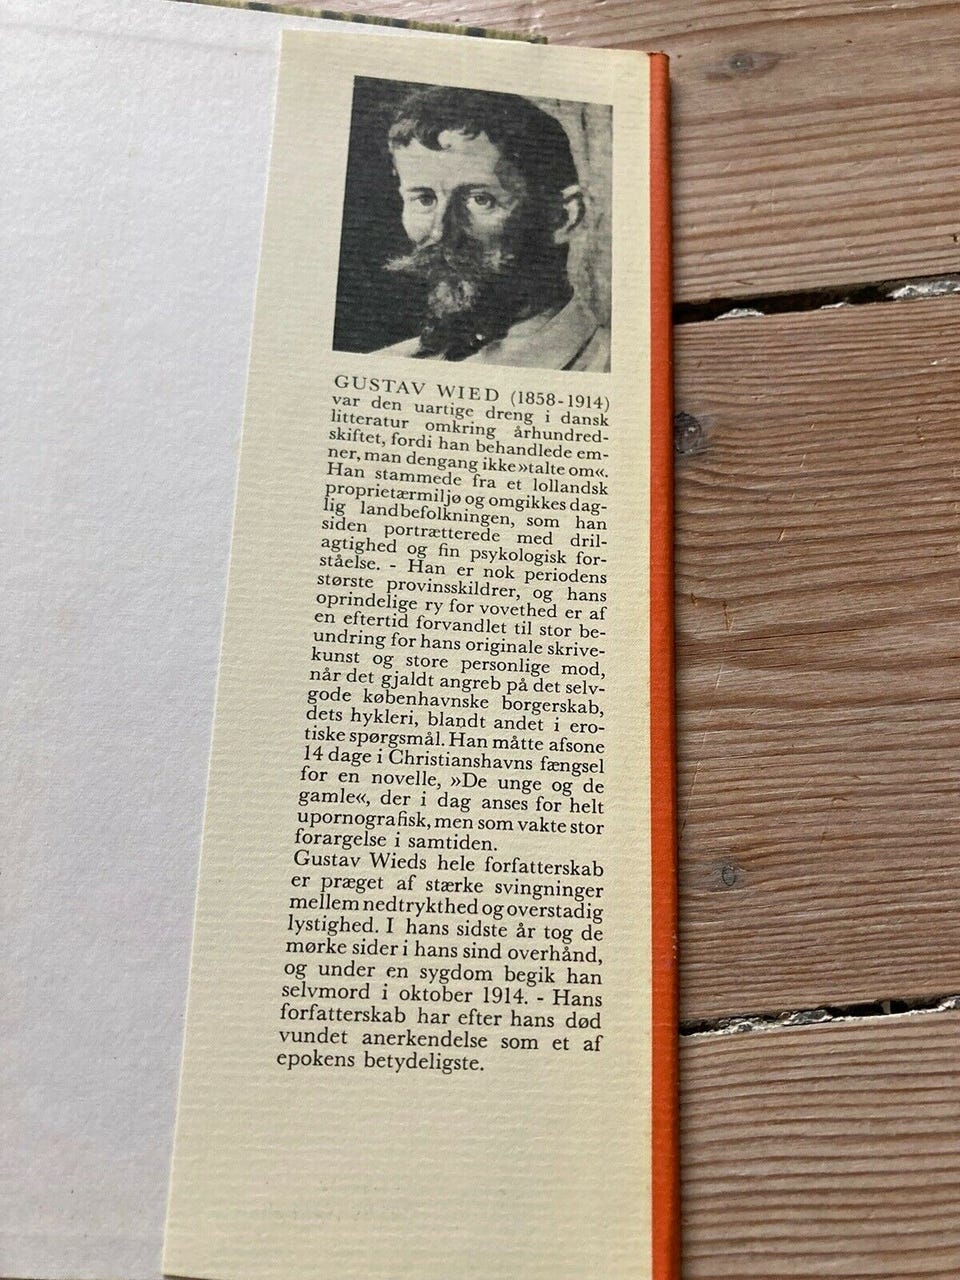 GUSTAV WIED (1858-1914)
var den uartige dreng i dansk
litteratur omkring århundred-
skiftet, fordi han behandlede em-
ner, man dengang ikke »talte om«.
Han stammede fra et lollandsk
proprietærmiljø og omgikkes dag-
lig landbefolkningen, som han
siden portrætterede med dril-
agtighed og fin psykologisk for-
ståelse. - Han er nok periodens
største provinsskildrer, og hans
oprindelige ry for vovethed er af
en eftertid forvandlet til stor be-
undring for hans originale skrive-
kunst og store personlige mod,
når det gjaldt angreb på det selv-
gode københavnske borgerskab,
dets hykleri, blandt andet i ero-
tiske spørgsmål. Han måtte afsone
14 dage i Christianshavns fængsel
for en novelle, »De unge og de
gamle«, der i dag anses for helt
upornografisk, men som vakte stor
forargelse i samtiden.
Gustav Wieds hele forfatterskab
er præget af stærke svingninger
mellem nedtrykthed og overstadig
lystighed. I hans sidste år tog de
mørke sider i hans sind overhånd,
og under en sygdom begik han
selvmord i oktober 1914. - Hans
forfatterskab har efter hans død
vundet anerkendelse som et af
epokens betydeligste.